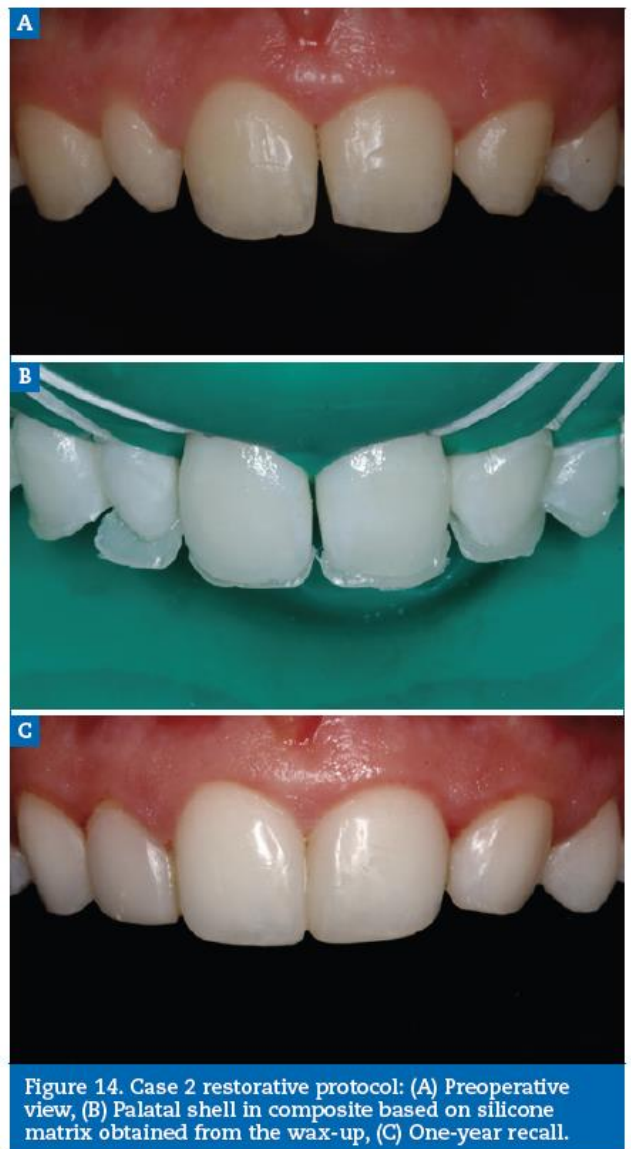 A
B
C
Figure 14. Case 2 restorative protocol: (A) Preoperative
view, (B) Palatal shell in composite based on silicone
matrix obtained from the wax-up, (C) One-year recall.